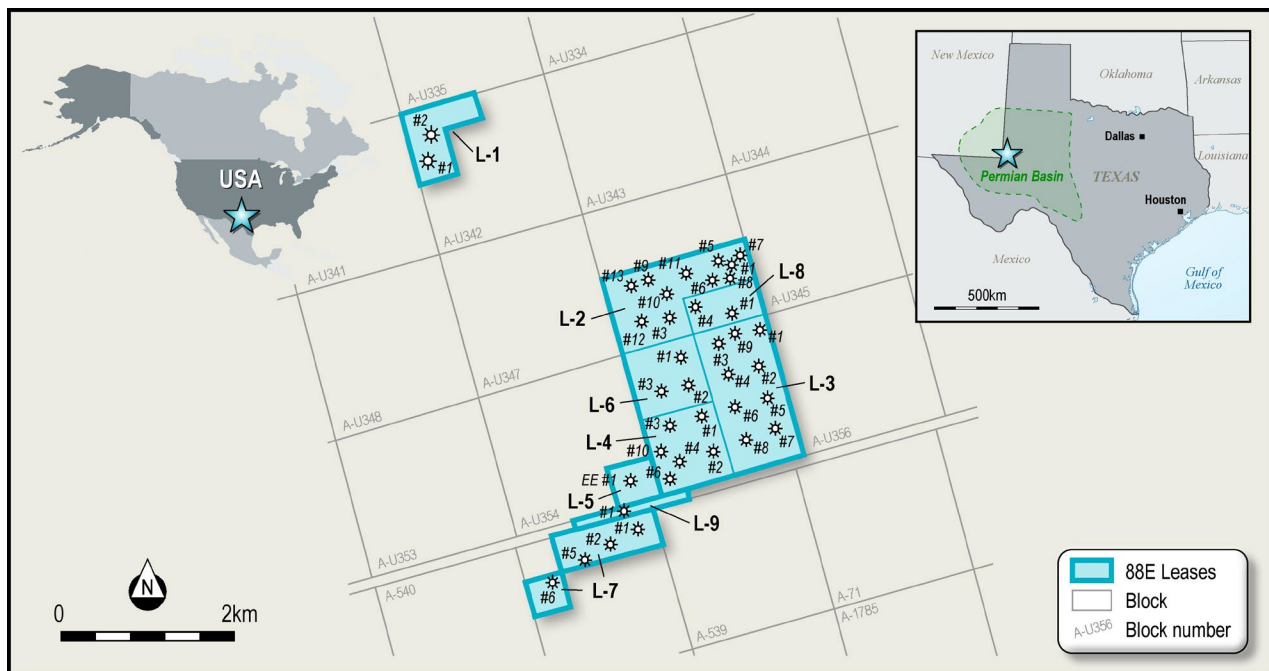 USA
A-U335
A-U334
#2
#1
L-1
A-U344
A-U343
A-U342
A-U341
#5
#7
#13
#9
#11
#1
#6
#8
L-8
#10
#4
#1
A-U345
L-2
#12
#3
#1
#9
#1
#3
A-U347
#4
#2
L-3
#3
#2
L-6
#5
A-U348
#6
#3
#1
L-4
#8
#7
A-U356
#10
#4
#2
#6
EE #1
L-5
#1
L-9
A-U354
#1
#2
#5
A-U353
A-540
L-7
#6
A-71
A-1785
A-539
N
0
2km
New Mexico
Oklahoma
Arkansas
Dallas
Louisiana
Permian Basin
TEXAS
Houston
Mexico
Gulf of
Mexico
500km
88E Leases
Block
A-U356
Block number